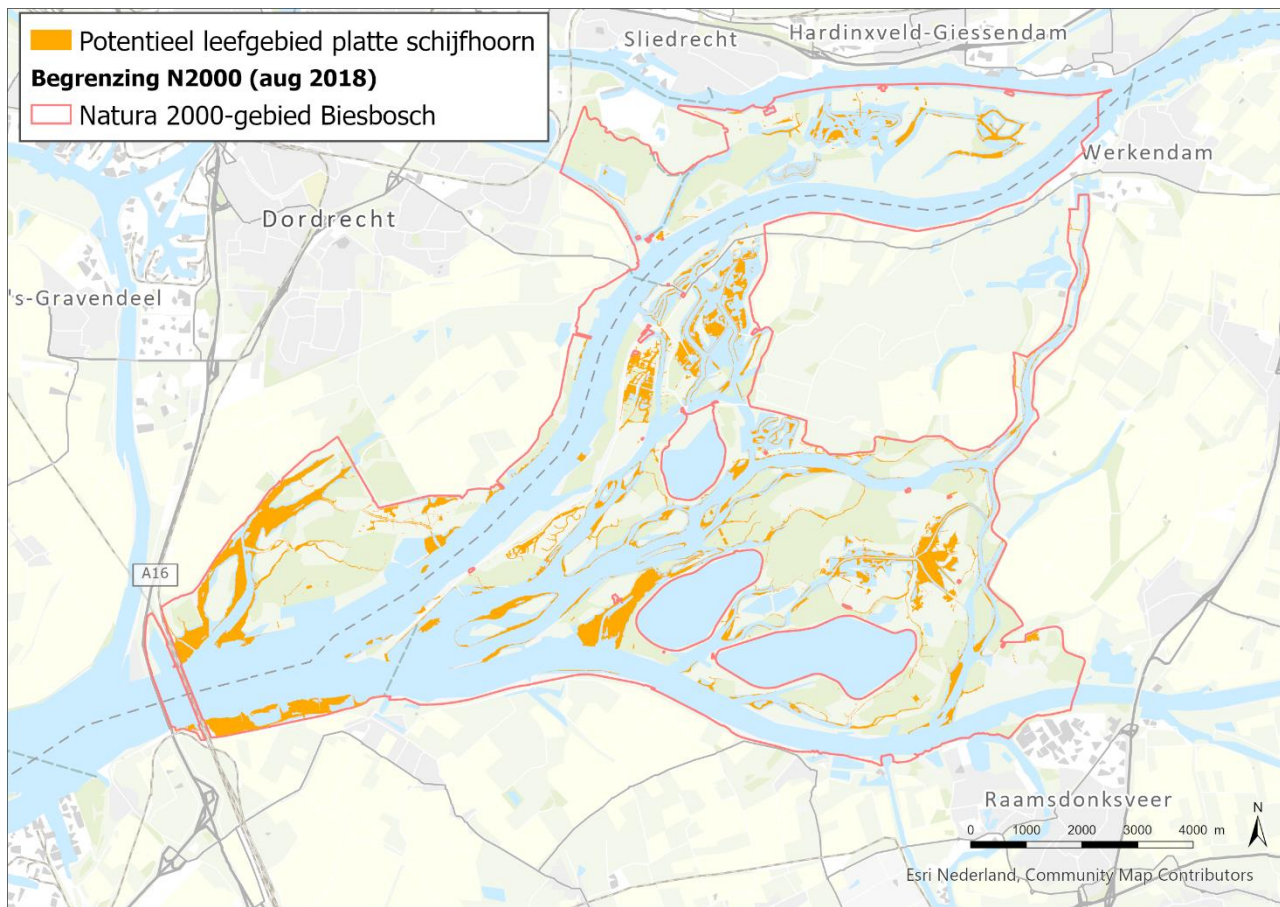 Potentieel leefgebied platte schijfhoorn
Begrenzing N2000 (aug 2018)
Natura 2000-gebied Biesbosch
Sliedrecht
Hardinxveld-Giessendam
Werkendam
Dordrecht
's-Gravendeel
A16
Raamsdonksveer
N
0 1000 2000 3000 4000 m
Esri Nederland, Community Map Contributors